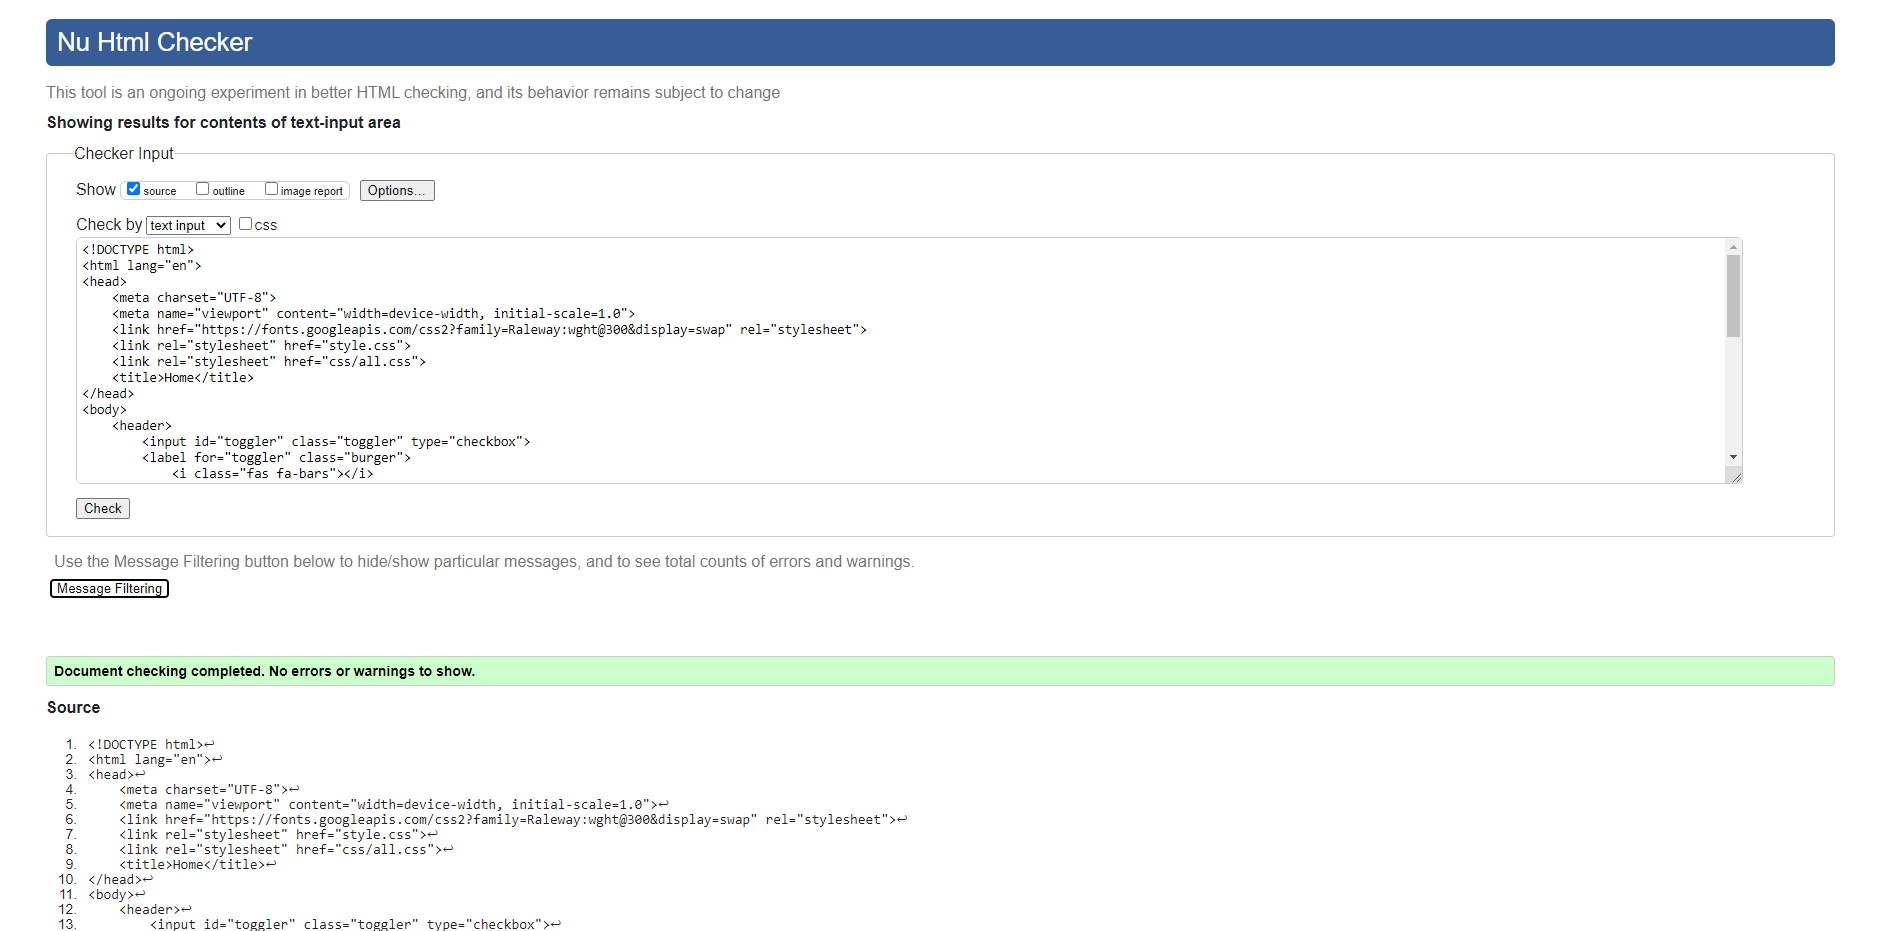 Nu Html Checker
This tool is an ongoing experiment in better HTML checking, and its behavior remains subject to change
Showing results for contents of text-input area
Checker Input
Show source outline image report Options...
Check by text input css
<!DOCTYPE html>
<html lang="en">
<head>
    <meta charset="UTF-8">
    <meta name="viewport" content="width=device-width, initial-scale=1.0">
    <link href="https://fonts.googleapis.com/css2?family=Raleway:wght@300&display=swap" rel="stylesheet">
    <link rel="stylesheet" href="style.css">
    <link rel="stylesheet" href="css/all.css">
    <title>Home</title>
</head>
<body>
    <header>
        <input id="toggler" class="toggler" type="checkbox">
        <label for="toggler" class="burger">
            <i class="fas fa-bars"></i>
Check
Use the Message Filtering button below to hide/show particular messages, and to see total counts of errors and warnings.
Message Filtering
Document checking completed. No errors or warnings to show.
Source
1. <!DOCTYPE html>↩
2. <html lang="en">↩
3. <head>↩
4.     <meta charset="UTF-8">↩
5.     <meta name="viewport" content="width=device-width, initial-scale=1.0">↩
6.     <link href="https://fonts.googleapis.com/css2?family=Raleway:wght@300&display=swap" rel="stylesheet">↩
7.     <link rel="stylesheet" href="style.css">↩
8.     <link rel="stylesheet" href="css/all.css">↩
9.     <title>Home</title>↩
10. </head>↩
11. <body>↩
12.     <header>↩
13.         <input id="toggler" class="toggler" type="checkbox">↩